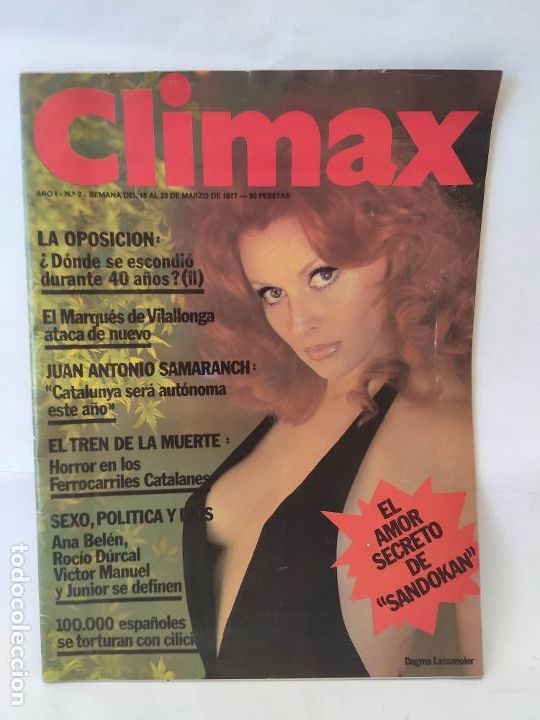 Climax
AÑO I - N.º 2 - SEMANA DEL 16 AL 23 DE MARZO DE 1977 — 50 PESETAS
LA OPOSICION:
¿Dónde se escondió
durante 40 años? (II)
El Marqués de Vilallonga
ataca de nuevo
JUAN ANTONIO SAMARANCH:
“Catalunya será autónoma
este año”
EL TREN DE LA MUERTE:
Horror en los
Ferrocarriles Catalanes
SEXO, POLITICA Y DIOS
Ana Belén,
Rocío Dúrcal
Victor Manuel
y Junior se definen
100.000 españoles
se torturan con cilicio
EL
AMOR
SECRETO
DE
“SANDOKAN”
Dagma Lassanoler
todocoleccion